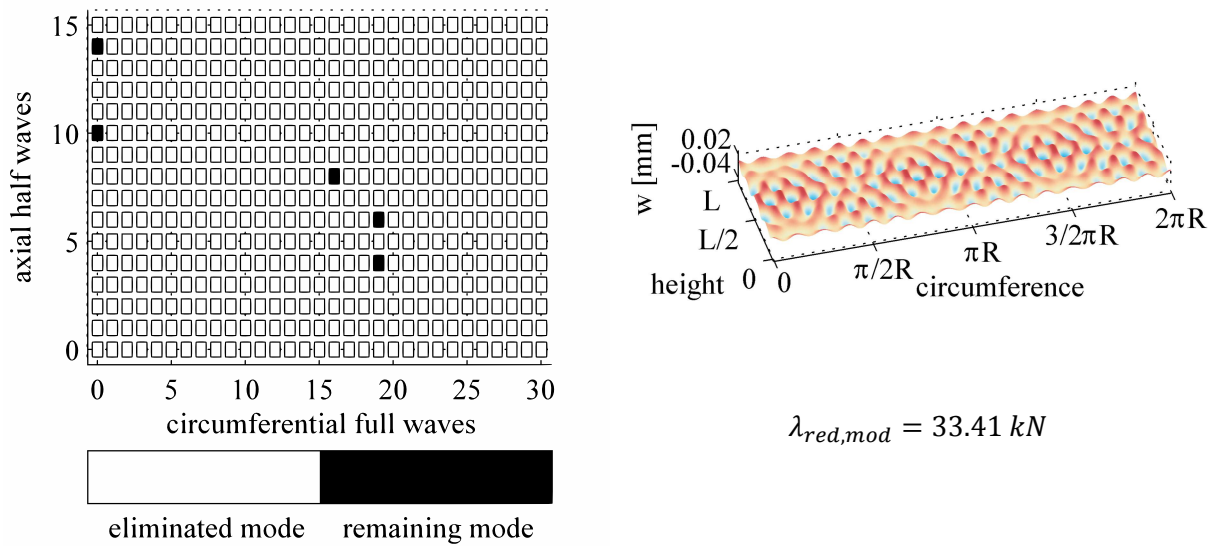 15
10
5
0
axial half waves
0 5 10 15 20 25 30
circumferential full waves
eliminated mode remaining mode
w [mm]
0.02
-0.04
L
L/2
0
height
0
π/2R
πR
3/2πR
2πR
circumference
λred,mod = 33.41 kN